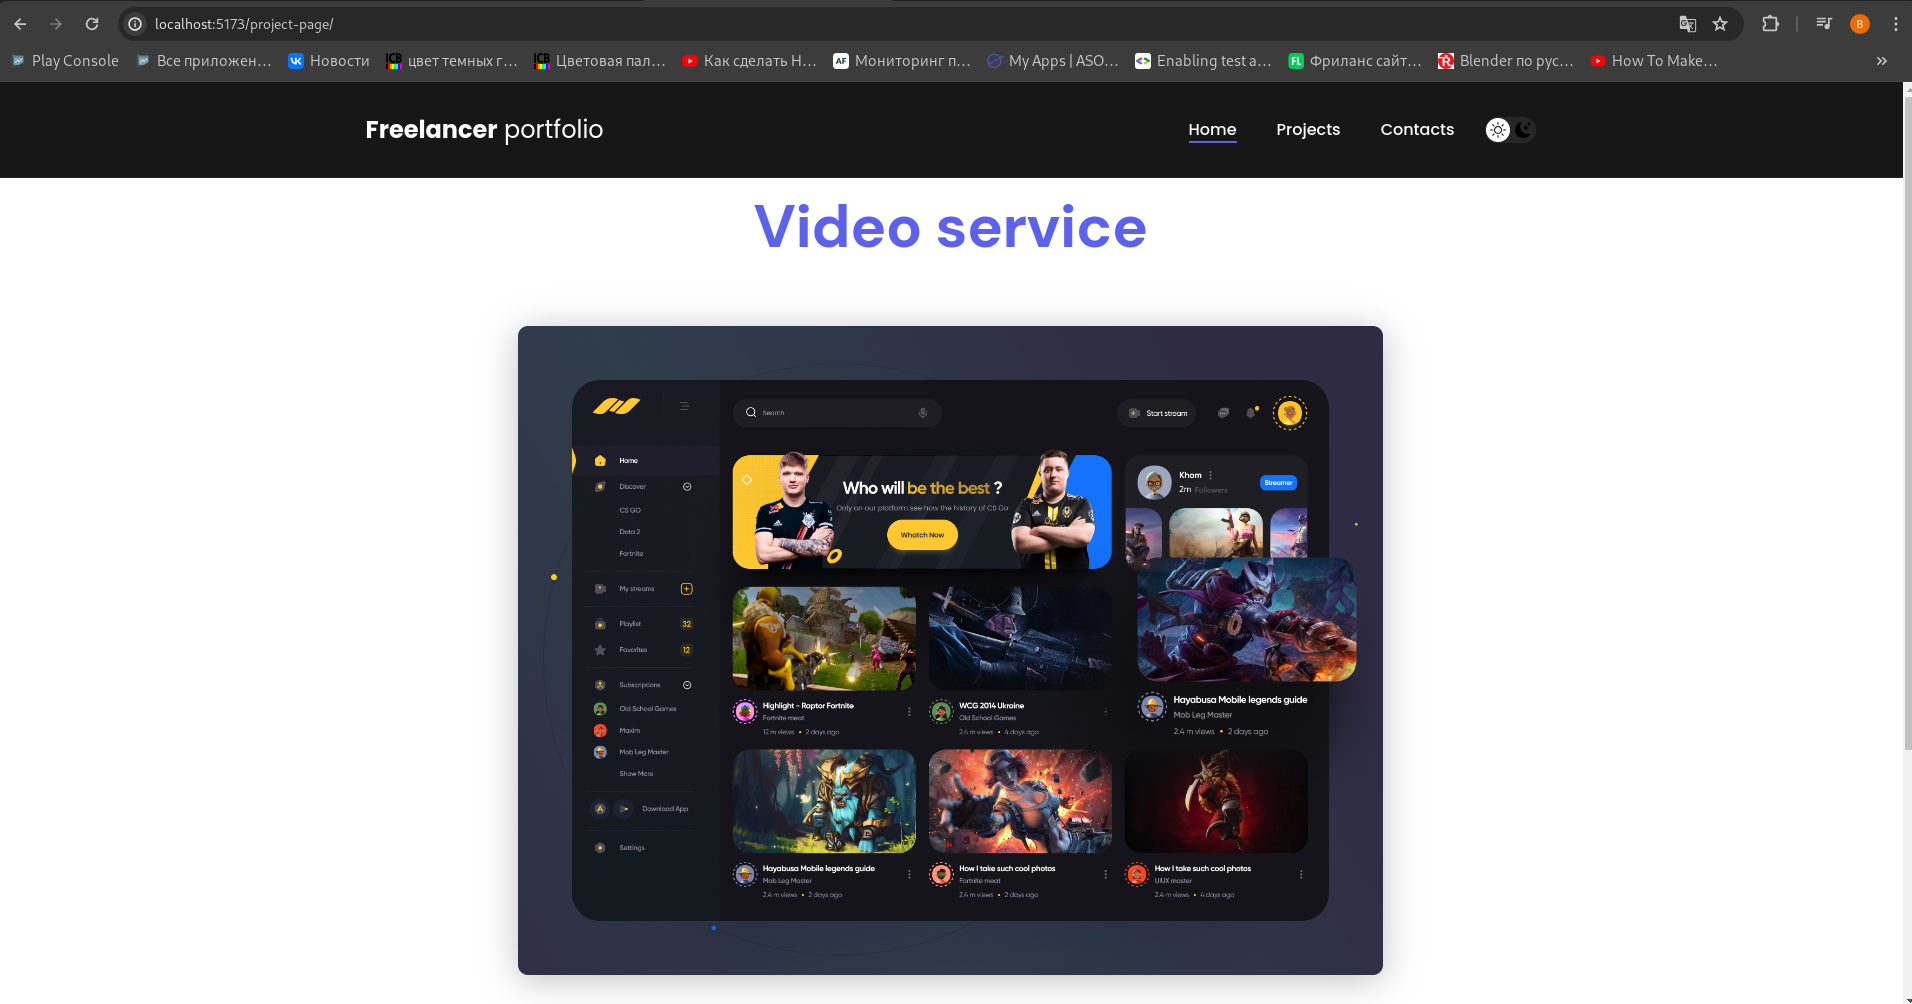 localhost:5173/project-page/
Play Console
Все приложен...
Новости
цвет темных г...
Цветовая пал...
Как сделать Н...
Мониторинг п...
My Apps | ASO...
Enabling test a...
Фриланс сайт...
Blender по рус...
How To Make...
Freelancer portfolio
Home
Projects
Contacts
Video service
Search
Start stream
Home
Discover
CS GO
Dota 2
Fortnite
My streams
Playlist 32
Favorites 12
Subscriptions
Old School Games
Maxim
Mob Leg Master
Show More
Download App
Settings
Who will be the best ?
Only on our platform see how the history of CS Go
Whatch Now
Khom
2m Followers
Streamer
Highlight - Raptor Fortnite
Fortnite meat
12 m views • 2 days ago
WCG 2014 Ukraine
Old School Games
2.4 m views • 4 days ago
Hayabusa Mobile legends guide
Mob Leg Master
2.4 m views • 2 days ago
Hayabusa Mobile legends guide
Mob Leg Master
2.4 m views • 2 days ago
How I take such cool photos
Fortnite meat
2.4 m views • 2 days ago
How I take such cool photos
UIUX master
2.4 m views • 4 days ago